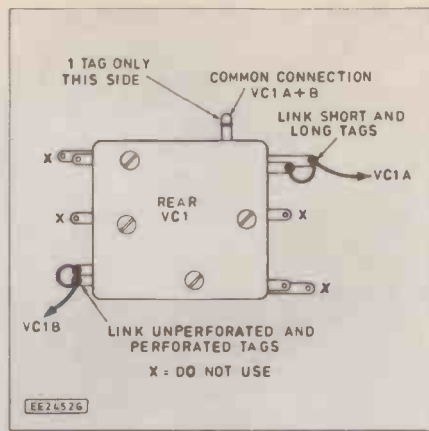 1 TAG ONLY
THIS SIDE
COMMON CONNECTION
VC1A+B
LINK SHORT AND
LONG TAGS
X
VC1A
REAR
VC1
X
X
X
VC1B
LINK UNPERFORATED AND
PERFORATED TAGS
X = DO NOT USE
EE2452G